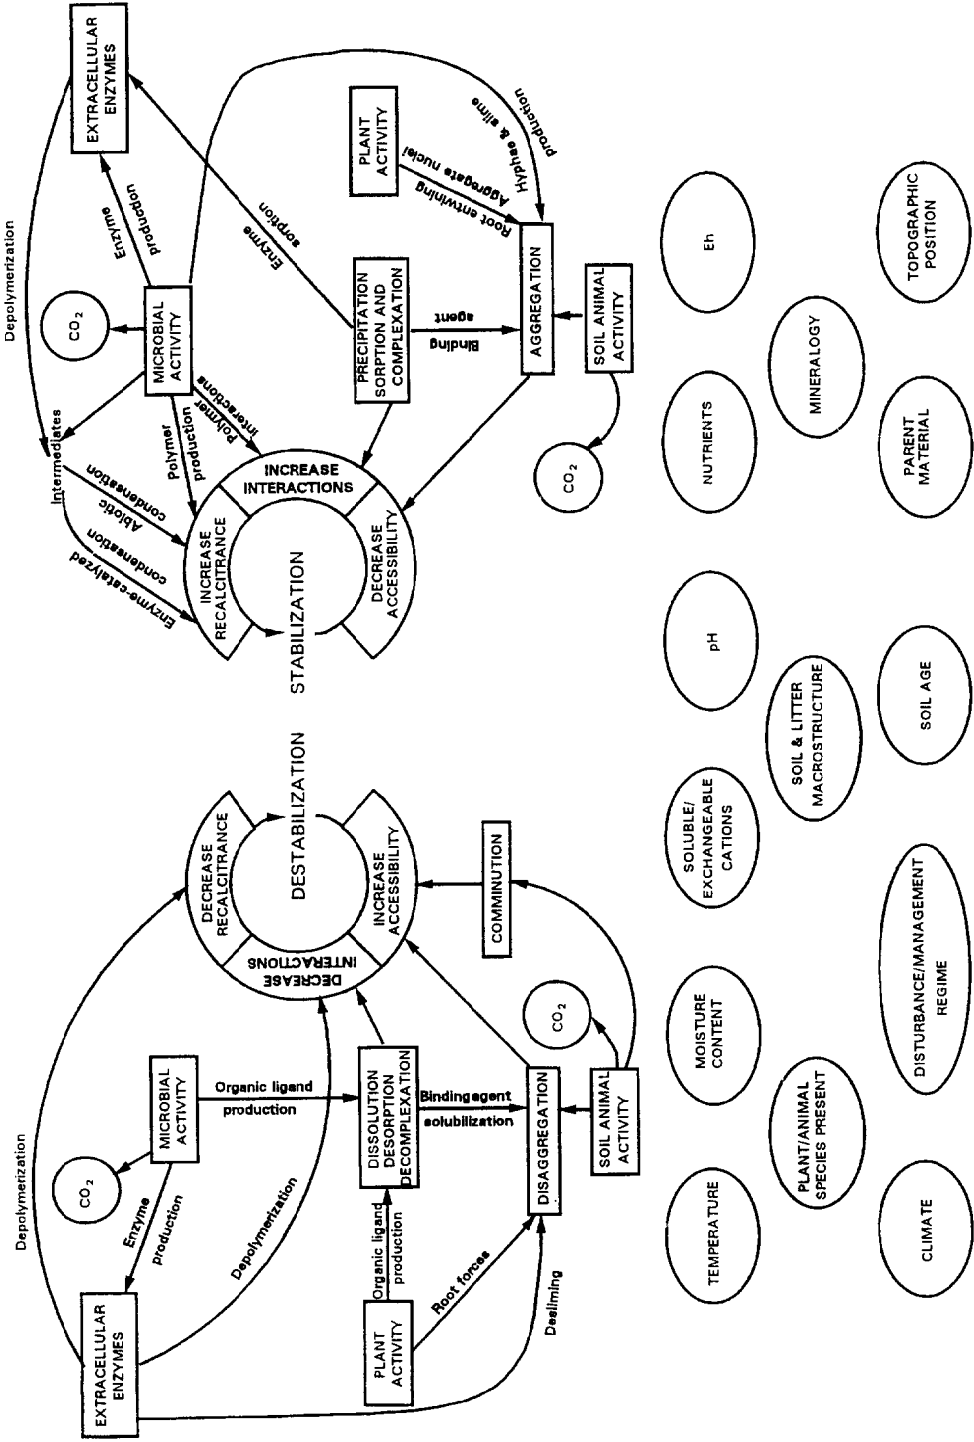 Depolymerization
EXTRACELLULAR
ENZYMES
Enzyme
production
CO2
MICROBIAL
ACTIVITY
Organic ligand
production
Depolymerization
DECREASE
RECALCITRANCE
DECREASE
INTERACTIONS
INCREASE
ACCESSIBILITY
DESTABILIZATION
PLANT
ACTIVITY
Organic ligand
production
DISSOLUTION
DESORPTION
DECOMPLEXATION
Bindingagent
solubilization
Root forces
Desliming
DISAGGREGATION
COMMINUTION
CO2
SOIL ANIMAL
ACTIVITY
STABILIZATION
INCREASE
RECALCITRANCE
INCREASE
INTERACTIONS
DECREASE
ACCESSIBILITY
Enzyme-catalyzed
condensation
Abiotic
condensation
Intermediates
Polymer
production
Polymer
interactions
MICROBIAL
ACTIVITY
CO2
Depolymerization
Enzyme
production
EXTRACELLULAR
ENZYMES
Enzyme
sorption
PRECIPITATION
SORPTION AND
COMPLEXATION
Binding
agent
PLANT
ACTIVITY
Root entwining
Aggregate nuclei
Hyphae & slime
production
AGGREGATION
SOIL ANIMAL
ACTIVITY
CO2
TEMPERATURE
MOISTURE
CONTENT
SOLUBLE/
EXCHANGEABLE
CATIONS
pH
NUTRIENTS
Eh
PLANT/ANIMAL
SPECIES PRESENT
SOIL & LITTER
MACROSTRUCTURE
MINERALOGY
CLIMATE
DISTURBANCE/MANAGEMENT
REGIME
SOIL AGE
PARENT
MATERIAL
TOPOGRAPHIC
POSITION